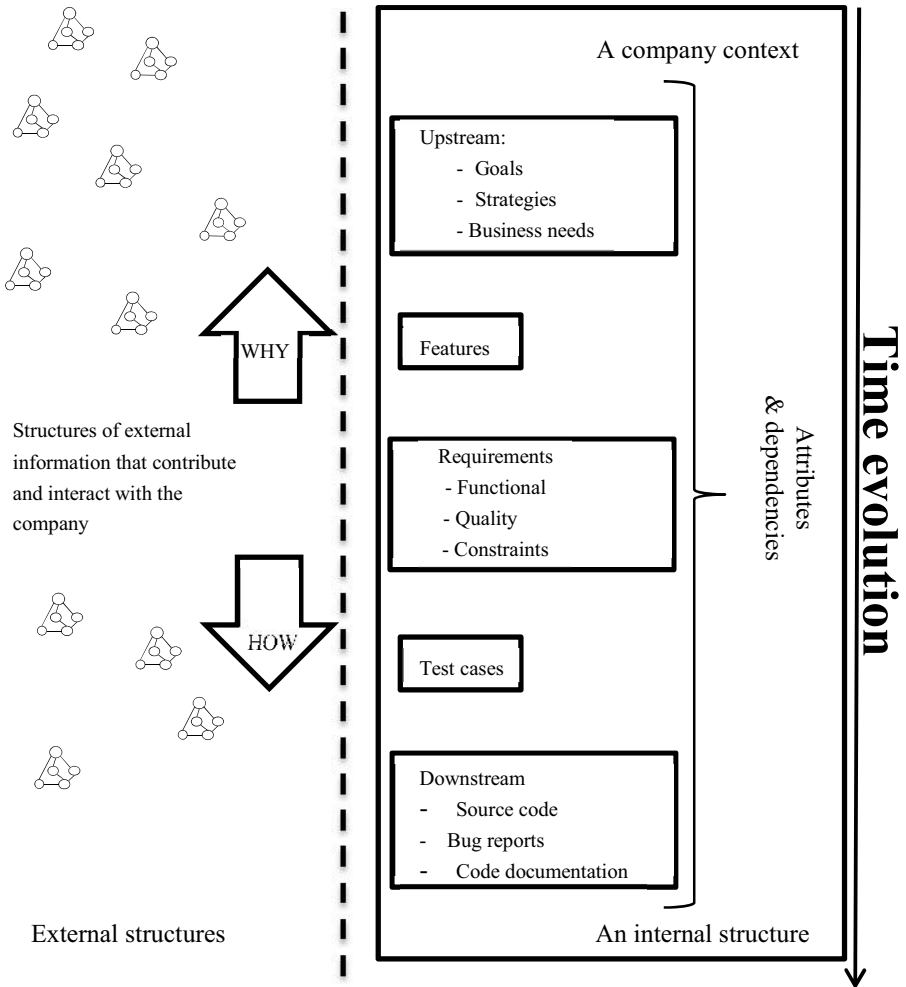 A company context
Upstream:
- Goals
- Strategies
- Business needs
WHY
Features
Structures of external
information that contribute
and interact with the
company
Requirements
- Functional
- Quality
- Constraints
Attributes
& dependencies
Time evolution
HOW
Test cases
Downstream
- Source code
- Bug reports
- Code documentation
External structures
An internal structure